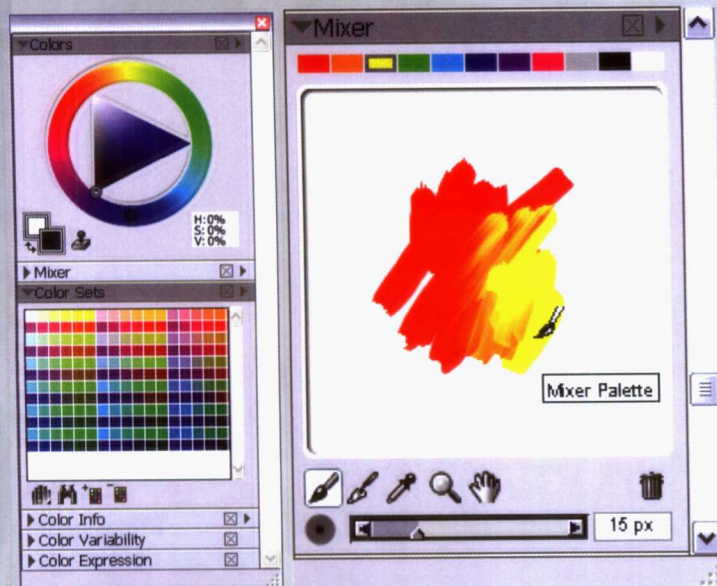 Colors
H: 0%
S: 0%
V: 0%
Mixer
Color Sets
Color Info
Color Variability
Color Expression
Mixer
Mixer Palette
15 px